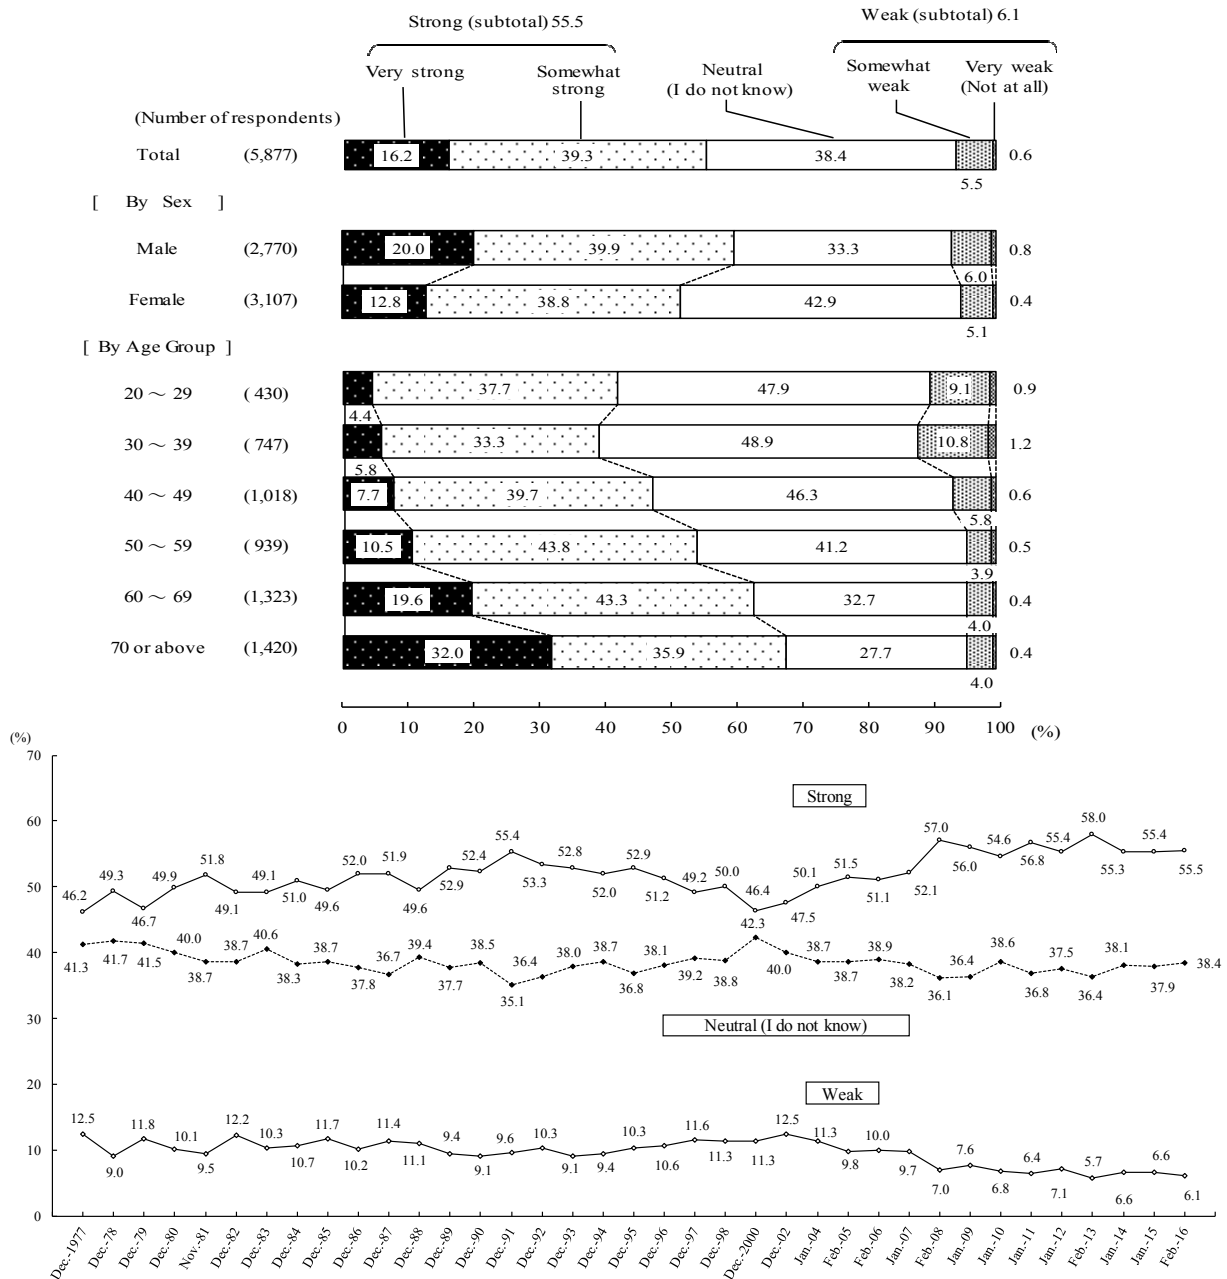 Strong (subtotal) 55.5
Weak (subtotal) 6.1
Very strong
Somewhat strong
Neutral (I do not know)
Somewhat weak
Very weak (Not at all)
(Number of respondents)
Total (5,877) 16.2 39.3 38.4 0.6
5.5
[ By Sex ]
Male (2,770) 20.0 39.9 33.3 0.8
6.0
Female (3,107) 12.8 38.8 42.9 0.4
5.1
[ By Age Group ]
20 ～ 29 ( 430) 37.7 47.9 9.1 0.9
4.4
30 ～ 39 ( 747) 33.3 48.9 10.8 1.2
5.8
40 ～ 49 (1,018) 7.7 39.7 46.3 0.6
5.8
50 ～ 59 ( 939) 10.5 43.8 41.2 0.5
3.9
60 ～ 69 (1,323) 19.6 43.3 32.7 0.4
4.0
70 or above (1,420) 32.0 35.9 27.7 0.4
4.0
0 10 20 30 40 50 60 70 80 90 100 (%)
(%)
70
60
50
40
30
20
10
0
Strong
46.2 49.3 46.7 49.9 51.8 49.1 49.1 51.0 49.6 52.0 51.9 49.6 52.9 52.4 55.4 53.3 52.8 52.0 52.9 51.2 49.2 50.0 46.4 47.5 50.1 51.5 51.1 52.1 57.0 56.0 54.6 56.8 55.4 58.0 55.3 55.4 55.5
41.3 41.7 41.5 40.0 38.7 38.7 40.6 38.3 38.7 37.8 36.7 39.4 37.7 38.5 35.1 36.4 38.0 38.7 36.8 38.1 39.2 38.8 42.3 40.0 38.7 38.7 38.9 38.2 36.1 36.4 38.6 36.8 37.5 36.4 38.1 37.9 38.4
Neutral (I do not know)
Weak
12.5 9.0 11.8 10.1 9.5 12.2 10.3 10.7 11.7 10.2 11.4 11.1 9.4 9.1 9.6 10.3 9.1 9.4 10.3 10.6 11.6 11.3 11.3 12.5 11.3 9.8 10.0 9.7 7.0 7.6 6.8 6.4 7.1 5.7 6.6 6.6 6.1
Dec.-1977 Dec.-78 Dec.-79 Dec.-80 Nov.-81 Dec.-82 Dec.-83 Dec.-84 Dec.-85 Dec.-86 Dec.-87 Dec.-88 Dec.-89 Dec.-90 Dec.-91 Dec.-92 Dec.-93 Dec.-94 Dec.-95 Dec.-96 Dec.-97 Dec.-98 Dec.-2000 Dec.-02 Jan.-04 Feb.-05 Feb.-06 Jan.-07 Feb.-08 Jan.-09 Jan.-10 Jan.-11 Jan.-12 Feb.-13 Jan.-14 Jan.-15 Feb.-16